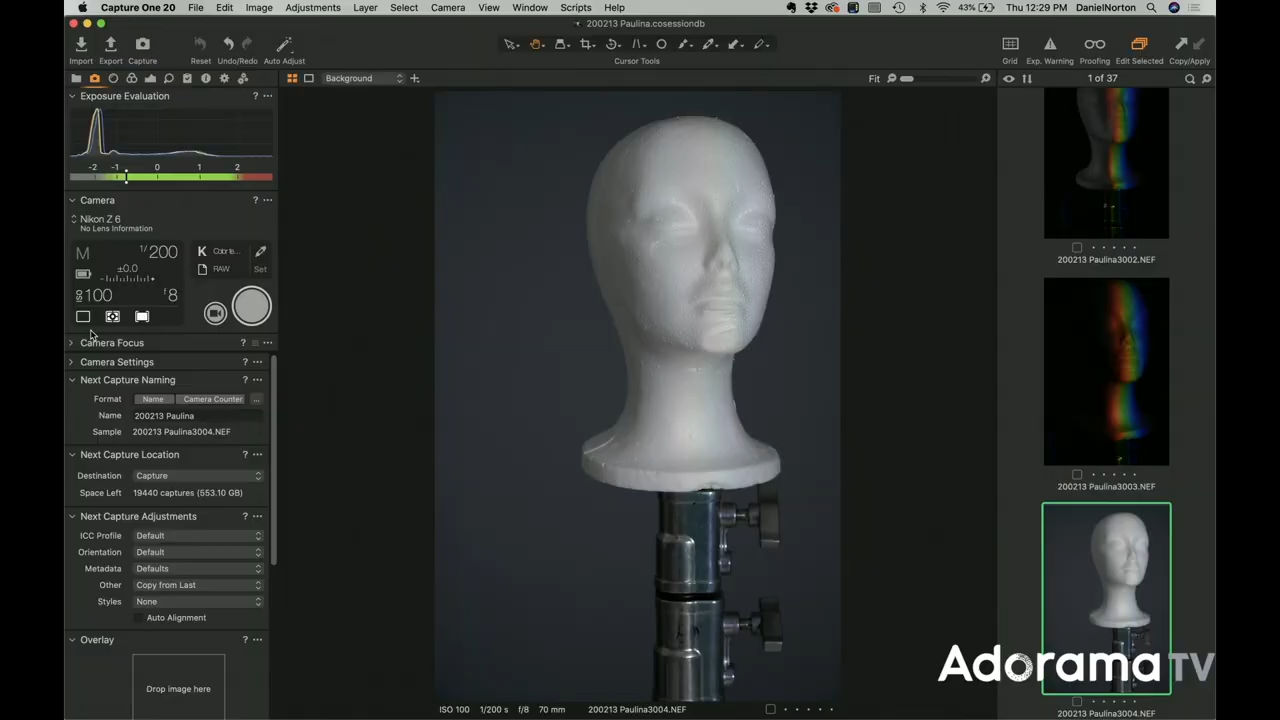 Capture One 20 File Edit Image Adjustments Layer Select Camera View Window Scripts Help 43% Thu 12:29 PM DanielNorton
200213 Paulina.cosessiondb
Import Export Capture Reset Undo/Redo Auto Adjust Cursor Tools Grid Exp. Warning Proofing Edit Selected Copy/Apply
Background Fit 1 of 37
Exposure Evaluation ?
-2 -1 0 1 2
Camera ?
Nikon Z 6
No Lens Information
M 1/200 K Color te...
±0.0 RAW Set
ISO 100 f 8
Camera Focus ?
Camera Settings ?
Next Capture Naming ?
Format Name Camera Counter ...
Name 200213 Paulina
Sample 200213 Paulina3004.NEF
Next Capture Location ?
Destination Capture
Space Left 19440 captures (553.10 GB)
Next Capture Adjustments ?
ICC Profile Default
Orientation Default
Metadata Defaults
Other Copy from Last
Styles None
Auto Alignment
Overlay ?
Drop image here
ISO 100 1/200 s f/8 70 mm 200213 Paulina3004.NEF
200213 Paulina3002.NEF
200213 Paulina3003.NEF
Adorama TV
200213 Paulina3004.NEF